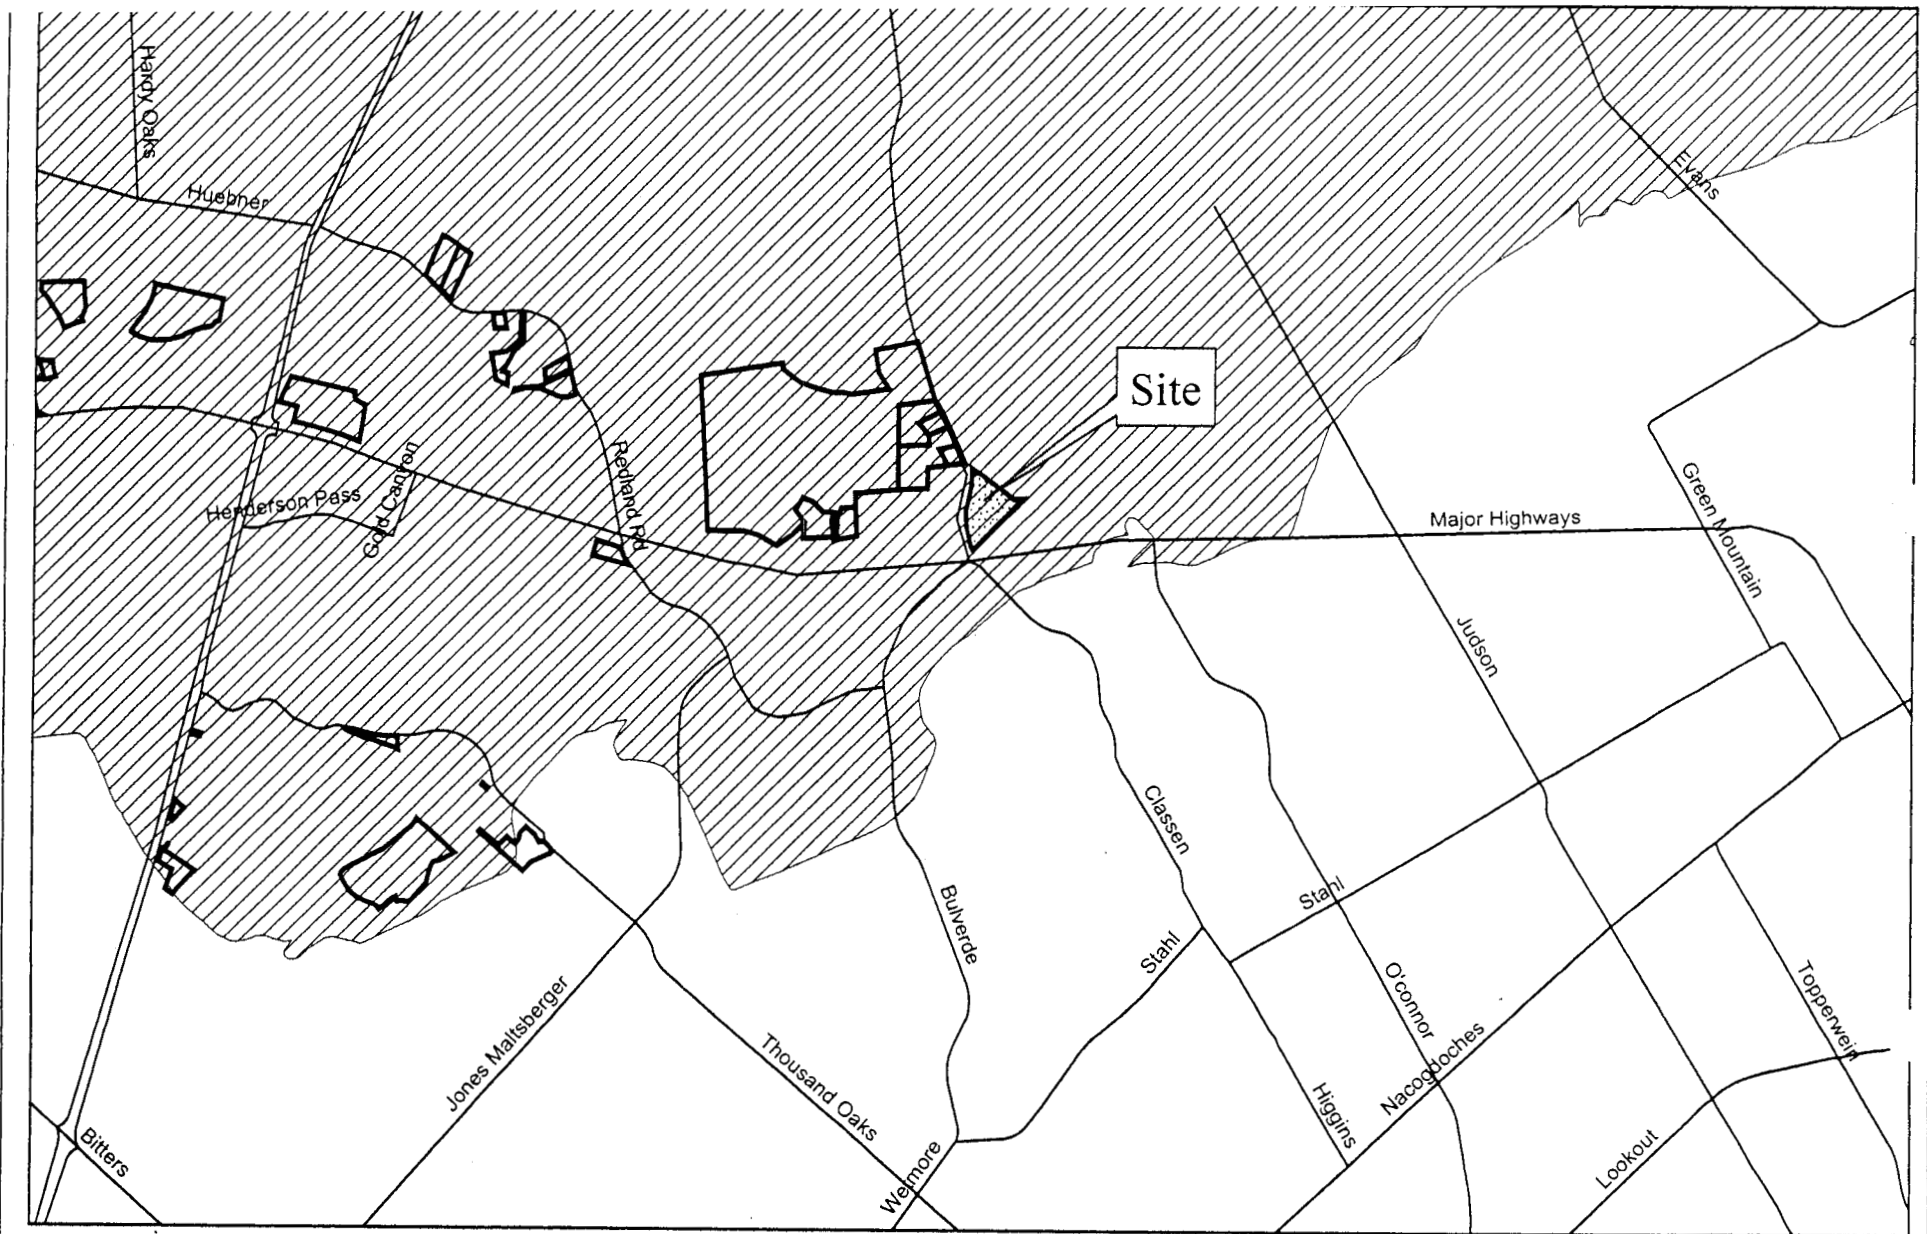 Hardy Oaks
Huebner
Evans
Site
Redland Rd
Gold Canyon
Henderson Pass
Major Highways
Green Mountain
Judson
Classen
Stahl
Bulverde
Stahl
O'connor
Topperwein
Jones Maltsberger
Thousand Oaks
Nacogdoches
Higgins
Bitters
Wetmore
Lookout